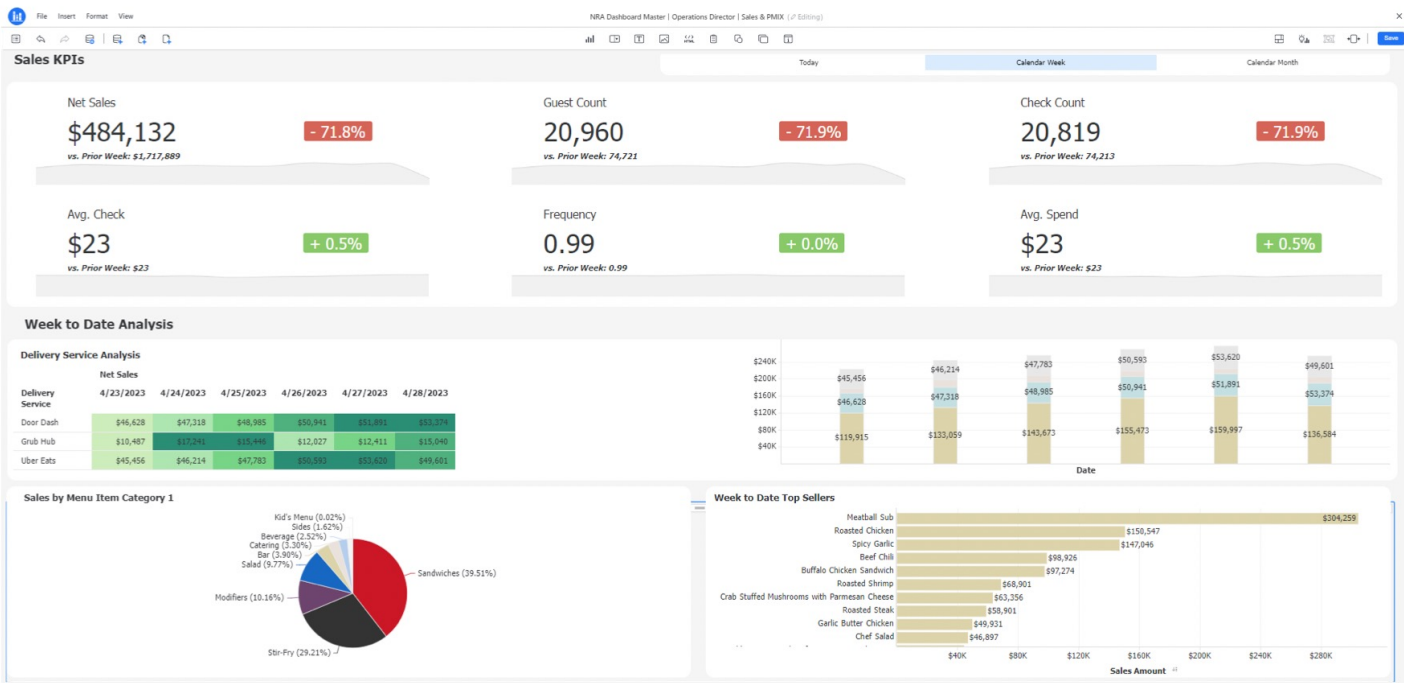 File Insert Format View
NRA Dashboard Master | Operations Director | Sales & PMIX (Editing)
Save
Sales KPIs
Today Calendar Week Calendar Month
Net Sales Guest Count Check Count
$484,132 - 71.8% 20,960 - 71.9% 20,819 - 71.9%
vs. Prior Week: $1,717,889 vs. Prior Week: 74,721 vs. Prior Week: 74,213
Avg. Check Frequency Avg. Spend
$23 + 0.5% 0.99 + 0.0% $23 + 0.5%
vs. Prior Week: $23 vs. Prior Week: 0.99 vs. Prior Week: $23
Week to Date Analysis
Delivery Service Analysis
Net Sales
Delivery Service 4/23/2023 4/24/2023 4/25/2023 4/26/2023 4/27/2023 4/28/2023
Door Dash $46,628 $47,318 $48,985 $50,941 $51,891 $53,374
Grub Hub $10,487 $17,241 $15,446 $12,027 $12,411 $15,040
Uber Eats $45,456 $46,214 $47,783 $50,593 $53,620 $49,601
$240K
$200K
$160K
$120K
$80K
$40K
$45,456 $46,214 $47,783 $50,593 $53,620 $49,601
$46,628 $47,318 $48,985 $50,941 $51,891 $53,374
$119,915 $133,059 $143,673 $155,473 $159,997 $136,584
Date
Sales by Menu Item Category 1
Kid's Menu (0.02%)
Sides (1.62%)
Beverage (2.52%)
Catering (3.30%)
Bar (3.90%)
Salad (9.77%)
Sandwiches (39.51%)
Modifiers (10.16%)
Stir-Fry (29.21%)
Week to Date Top Sellers
Meatball Sub $304,259
Roasted Chicken $150,547
Spicy Garlic $147,046
Beef Chili $98,926
Buffalo Chicken Sandwich $97,274
Roasted Shrimp $68,901
Crab Stuffed Mushrooms with Parmesan Cheese $63,356
Roasted Steak $58,901
Garlic Butter Chicken $49,931
Chef Salad $46,897
$40K $80K $120K $160K $200K $240K $280K
Sales Amount